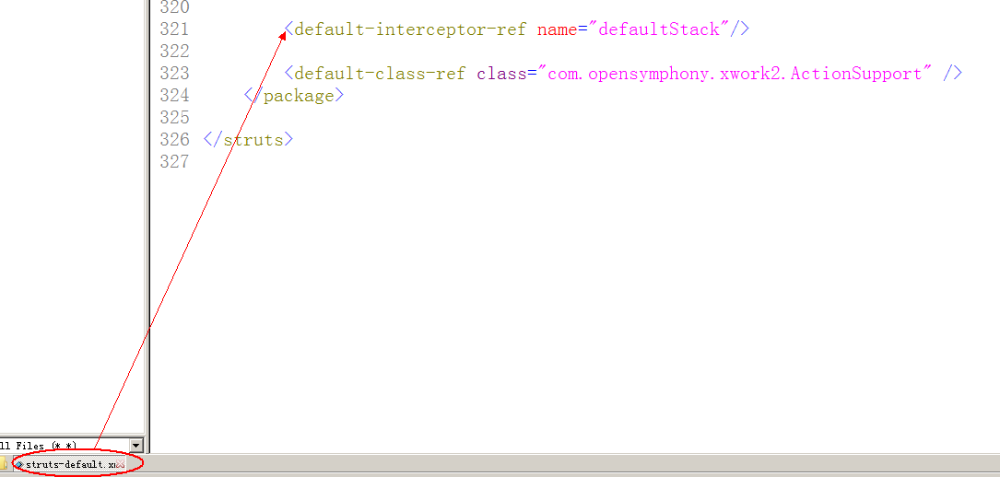 320
321 <default-interceptor-ref name="defaultStack"/>
322
323 <default-class-ref class="com.opensymphony.xwork2.ActionSupport" />
324 </package>
325
326 </struts>
327
ll Files (*.*)
struts-default.x